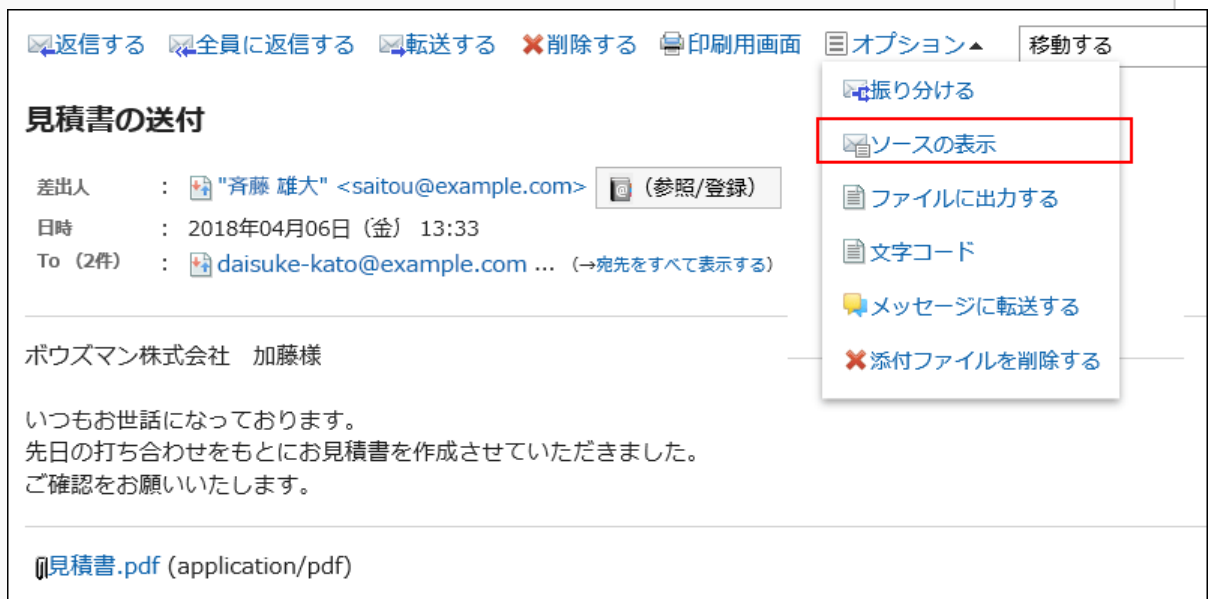 返信する 全員に返信する 転送する 削除する 印刷用画面 オプション▲ 移動する
振り分ける
ソースの表示
ファイルに出力する
文字コード
メッセージに転送する
添付ファイルを削除する
見積書の送付
差出人 : "斉藤 雄大" <saitou@example.com> (参照/登録)
日時 : 2018年04月06日(金) 13:33
To (2件) : daisuke-kato@example.com ... (→宛先をすべて表示する)
ボウズマン株式会社 加藤様
いつもお世話になっております。
先日の打ち合わせをもとにお見積書を作成させていただきました。
ご確認をお願いいたします。
見積書.pdf (application/pdf)